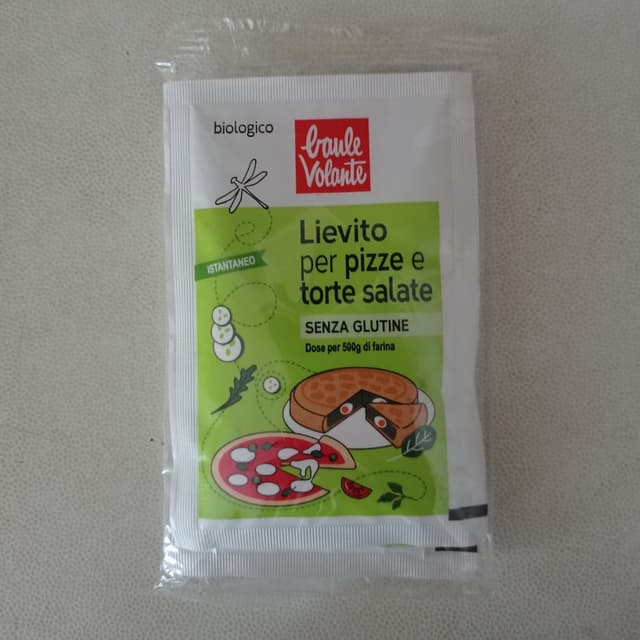 biologico
baule
volante
ISTANTANEO
Lievito
per pizze e
torte salate
SENZA GLUTINE
Dose per 500g di farina